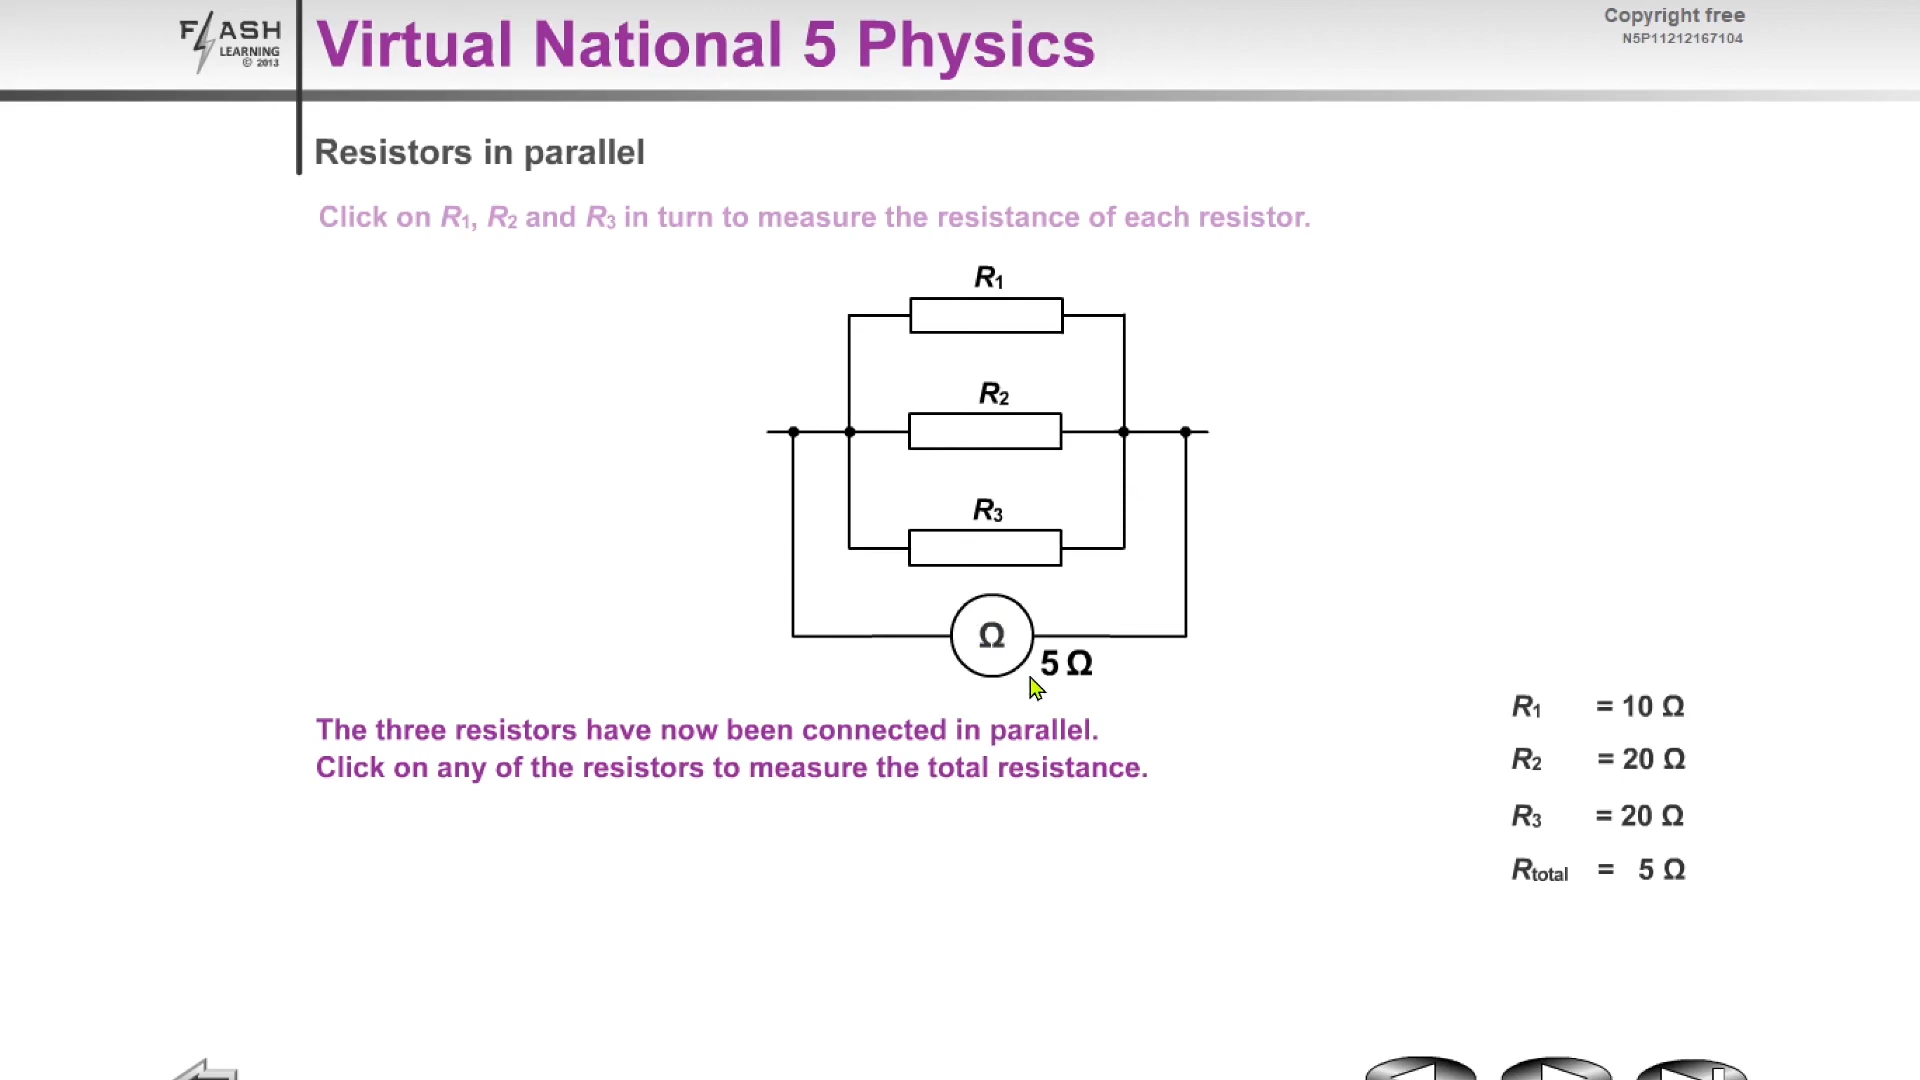 FLASH
LEARNING
© 2013
Virtual National 5 Physics
Copyright free
N5P11212167104
Resistors in parallel
Click on R1, R2 and R3 in turn to measure the resistance of each resistor.
R1
R2
R3
Ω
5 Ω
The three resistors have now been connected in parallel.
Click on any of the resistors to measure the total resistance.
R1 = 10 Ω
R2 = 20 Ω
R3 = 20 Ω
Rtotal = 5 Ω